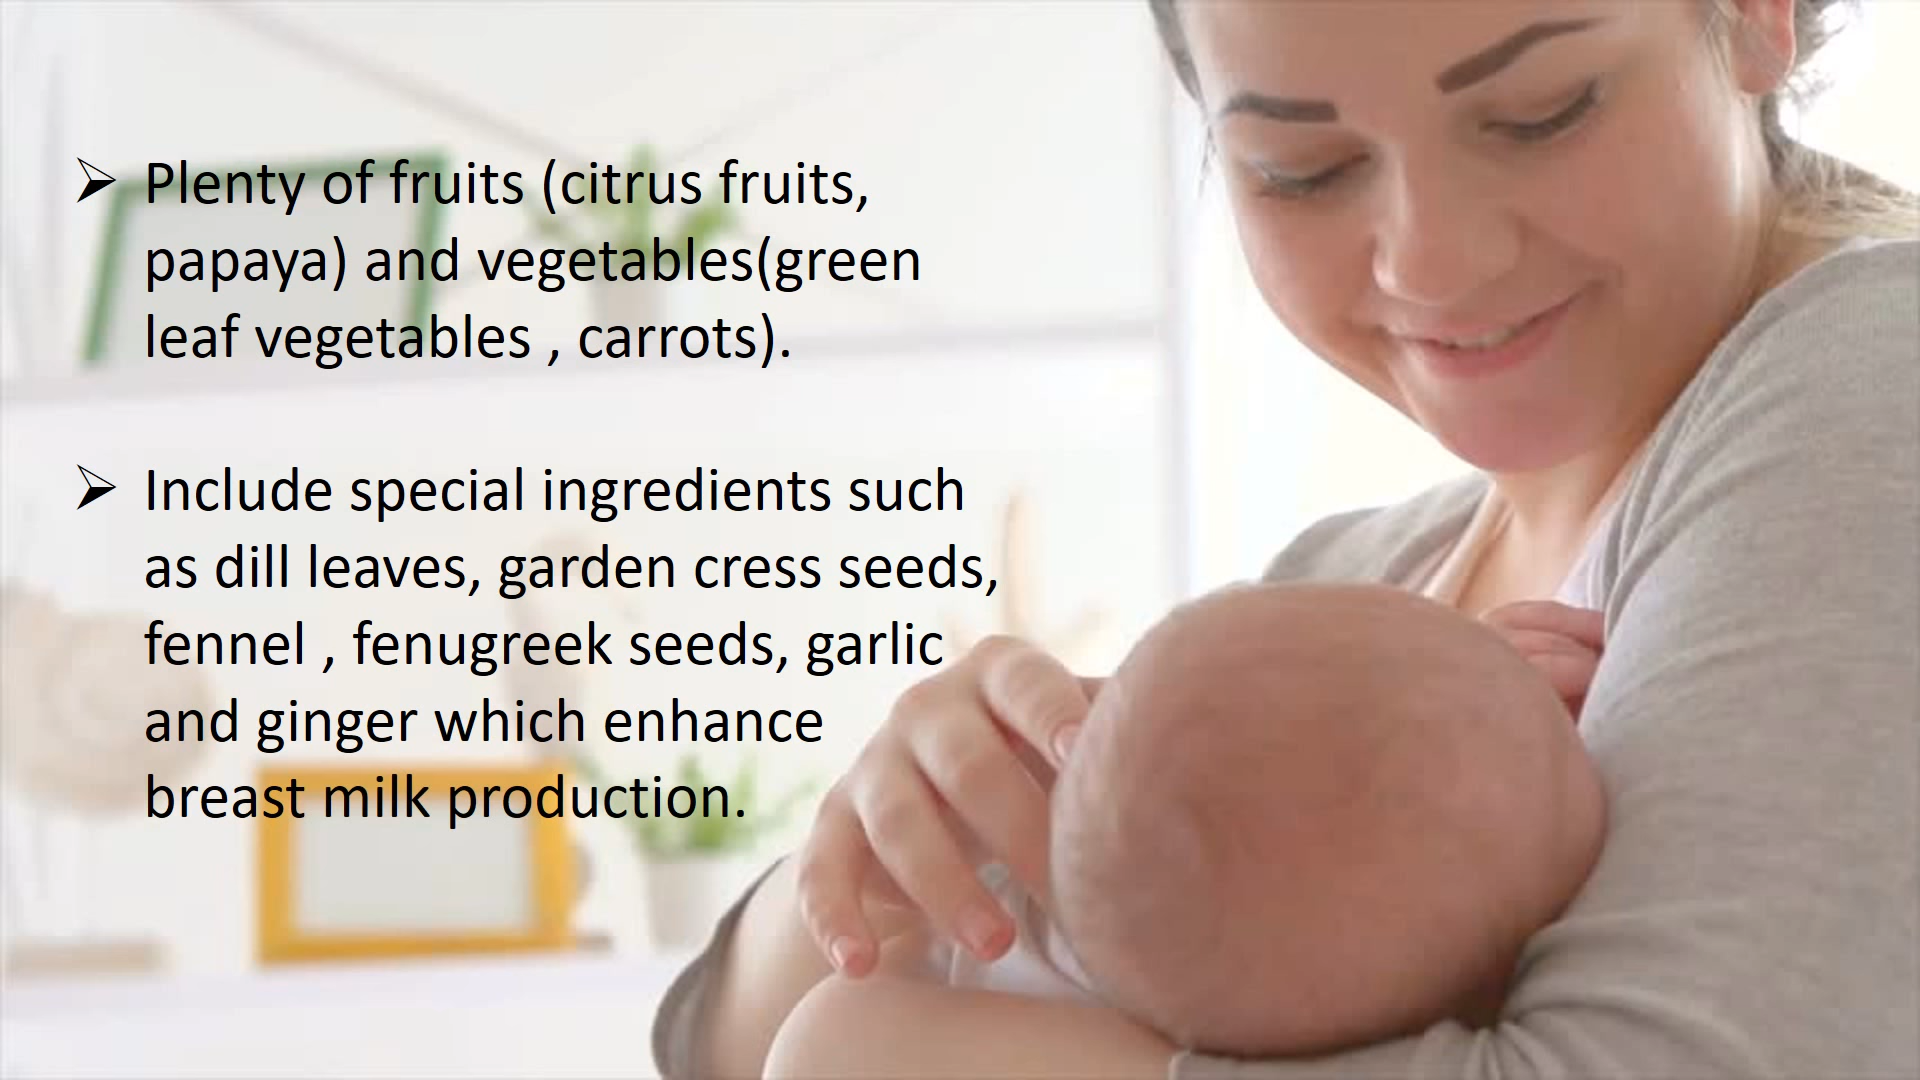 ➢ Plenty of fruits (citrus fruits,
papaya) and vegetables(green
leaf vegetables , carrots).
➢ Include special ingredients such
as dill leaves, garden cress seeds,
fennel , fenugreek seeds, garlic
and ginger which enhance
breast milk production.